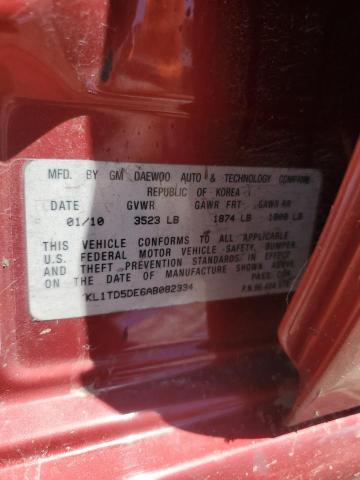 MFD. BY GM DAEWOO AUTO & TECHNOLOGY COMPANY
REPUBLIC OF KOREA
DATE GVWR GAWR FRT GAWR RR
01/10 3523 LB 1874 LB 1808 LB
THIS VEHICLE CONFORMS TO ALL APPLICABLE
U.S. FEDERAL MOTOR VEHICLE SAFETY, BUMPER,
AND THEFT PREVENTION STANDARDS IN EFFECT
ON THE DATE OF MANUFACTURE SHOWN ABOVE.
KL1TD5DE6AB082334 PASS. CAR
P.N.